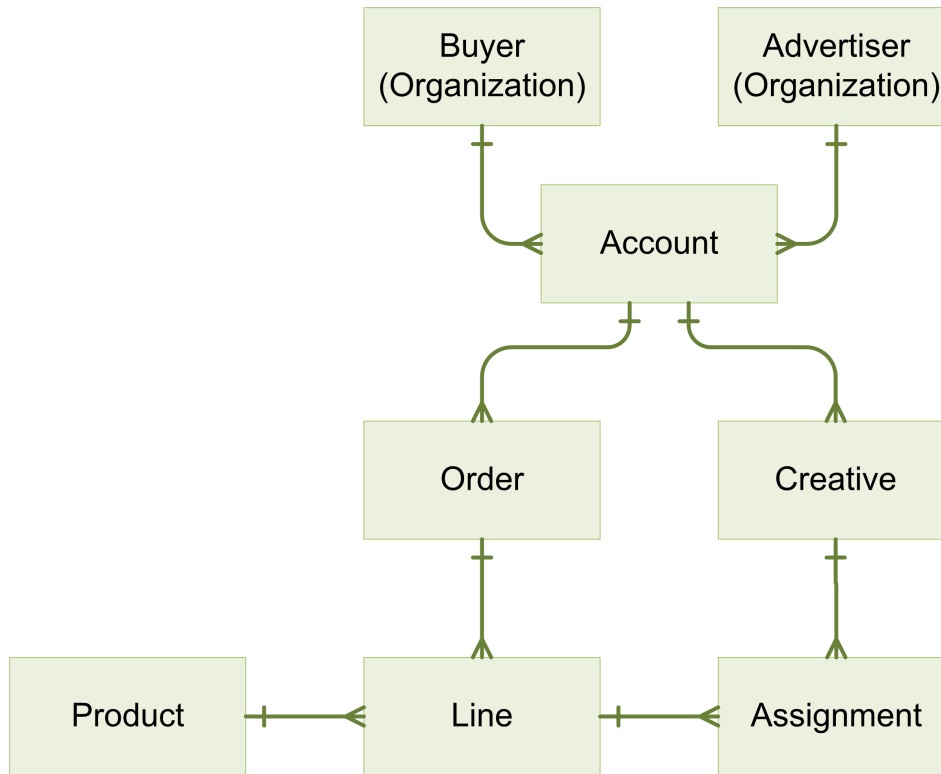 Buyer
(Organization)
Advertiser
(Organization)
Account
Order
Creative
Product
Line
Assignment